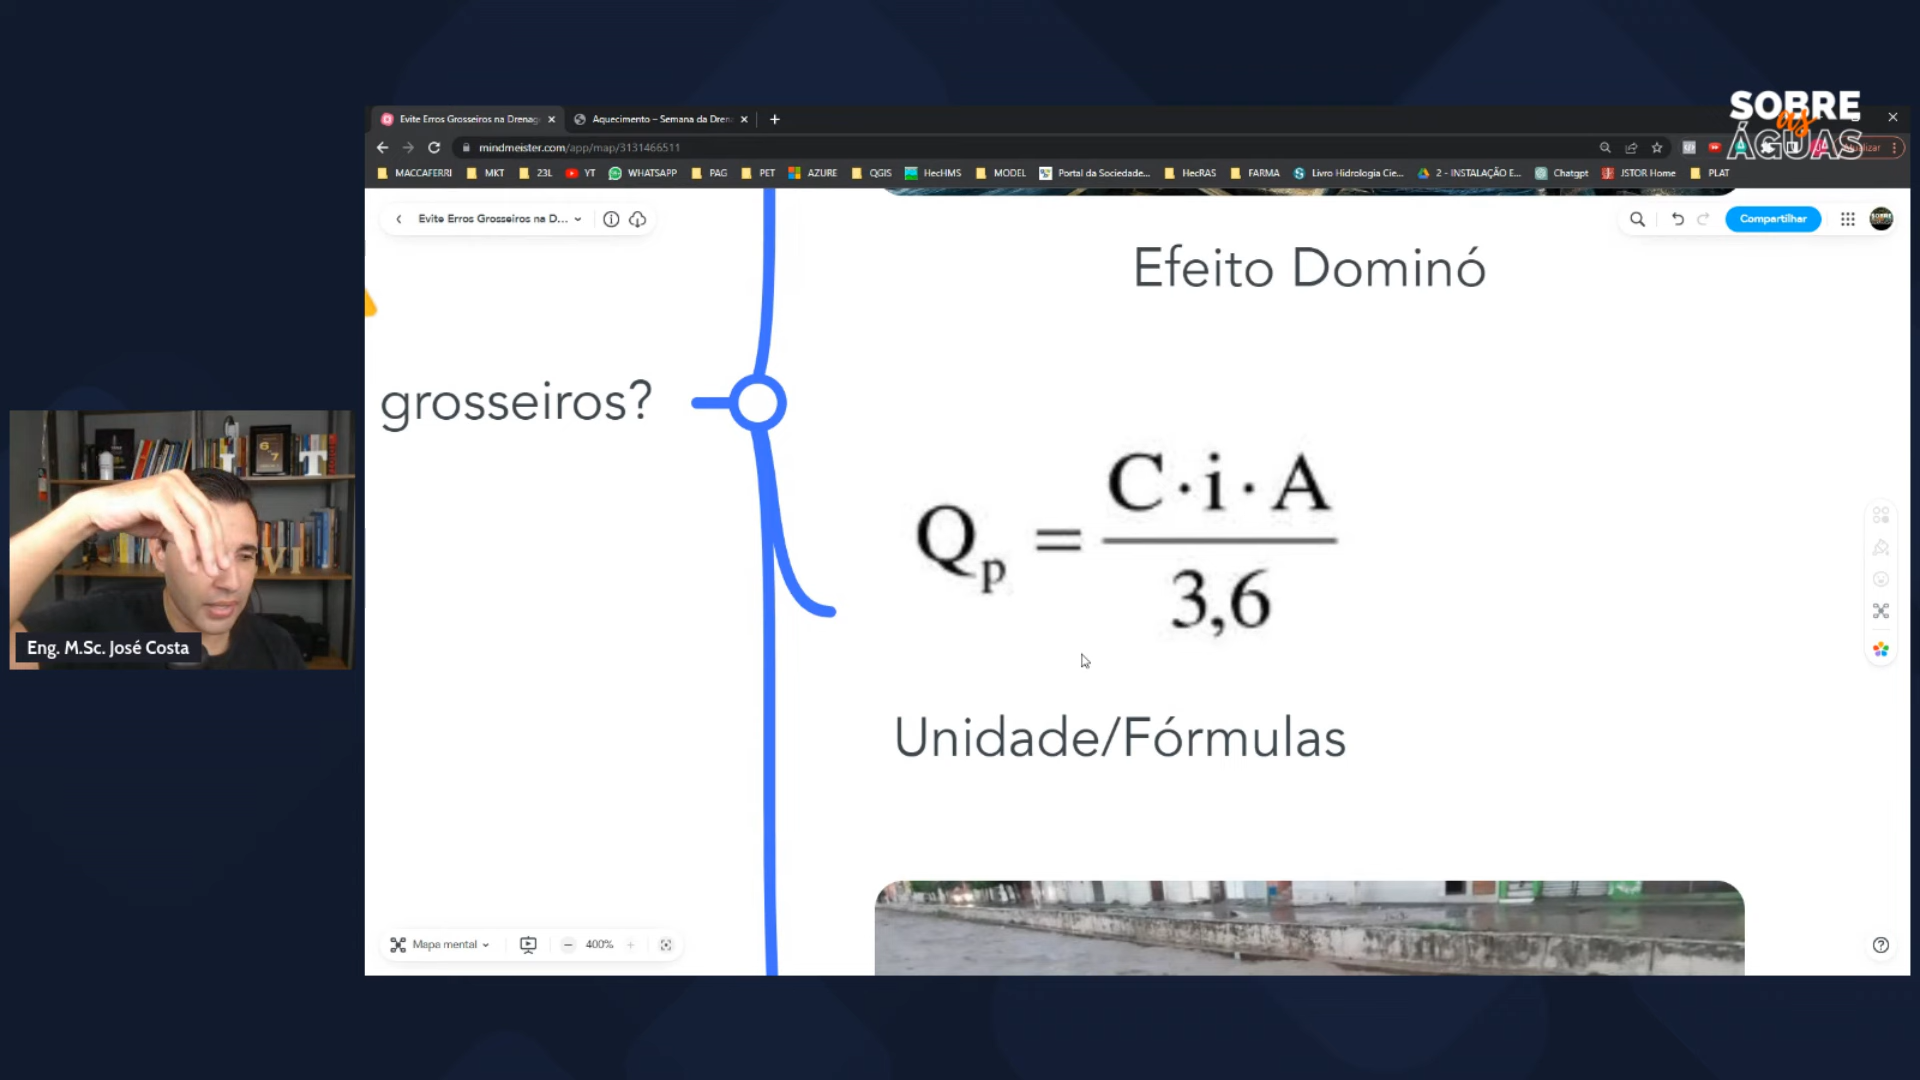 SOBRE
as
ÁGUAS
Evite Erros Grosseiros na Drenag
Aquecimento – Semana da Dren
mindmeister.com/app/map/3131466511
MACCAFERRI MKT 23L YT WHATSAPP PAG PET AZURE QGIS HecHMS MODEL Portal da Sociedade... HecRAS FARMA Livro Hidrologia Cie... 2 - INSTALAÇÃO E... Chatgpt JSTOR Home PLAT
Evite Erros Grosseiros na D...
Compartilhar
Efeito Dominó
grosseiros?
Qp = C·i·A
3,6
Unidade/Fórmulas
Eng. M.Sc. José Costa
Mapa mental
400%